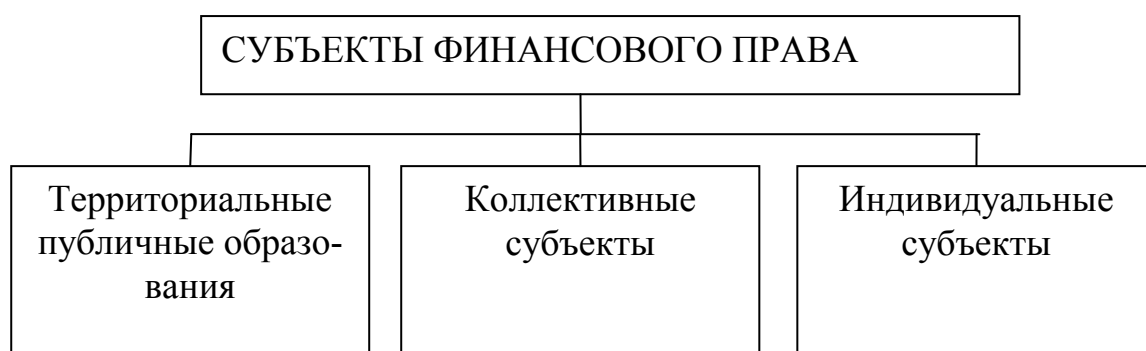 СУБЪЕКТЫ ФИНАНСОВОГО ПРАВА
Территориальные
публичные образо-
вания
Коллективные
субъекты
Индивидуальные
субъекты